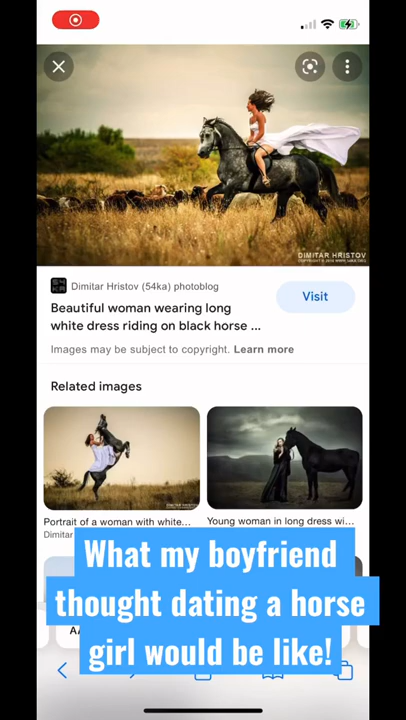 DIMITAR HRISTOV
Dimitar Hristov (54ka) photoblog
Beautiful woman wearing long
white dress riding on black horse ...
Visit
Images may be subject to copyright. Learn more
Related images
DIMITAR HRISTOV
Portrait of a woman with white...
Young woman in long dress wi...
Dimitar
What my boyfriend
thought dating a horse
girl would be like!